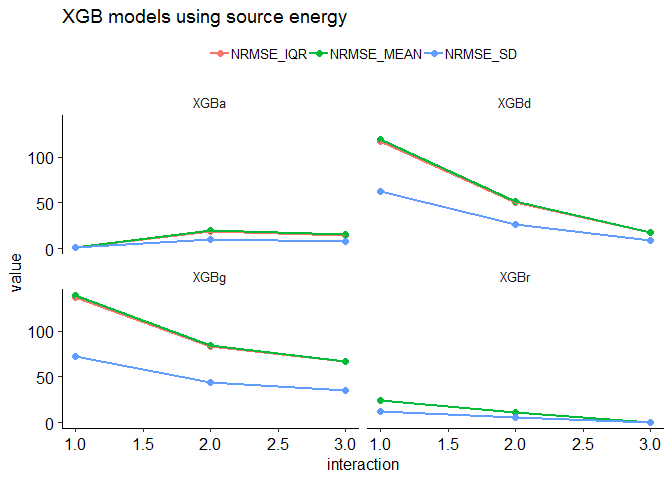 XGB models using source energy
NRMSE_IQR NRMSE_MEAN NRMSE_SD
XGBa XGBd
100
50
0
value
XGBg XGBr
100
50
0
1.0 1.5 2.0 2.5 3.0 1.0 1.5 2.0 2.5 3.0
interaction